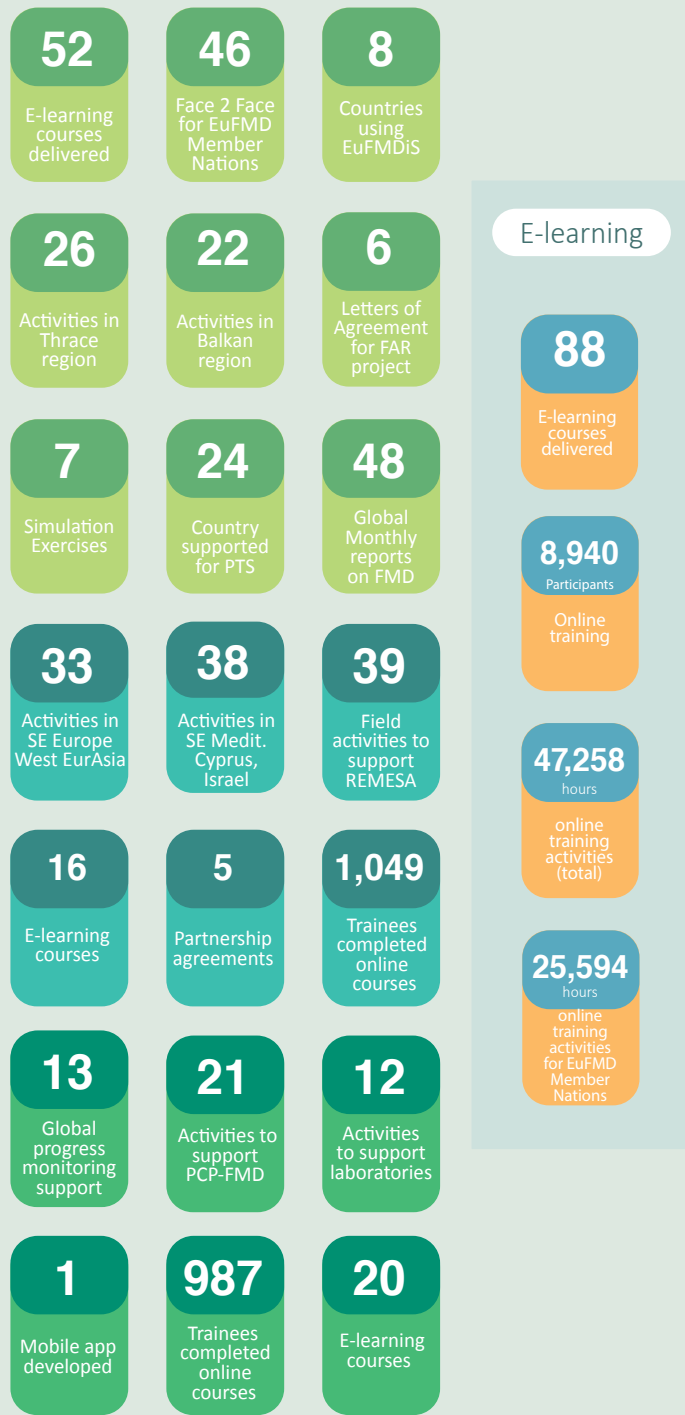 52
E-learning
courses
delivered
46
Face 2 Face
for EuFMD
Member
Nations
8
Countries
using
EuFMDiS
26
Activities in
Thrace
region
22
Activities in
Balkan
region
6
Letters of
Agreement
for FAR
project
7
Simulation
Exercises
24
Country
supported
for PTS
48
Global
Monthly
reports
on FMD
33
Activities in
SE Europe
West EurAsia
38
Activities in
SE Medit.
Cyprus,
Israel
39
Field
activities to
support
REMESA
16
E-learning
courses
5
Partnership
agreements
1,049
Trainees
completed
online
courses
13
Global
progress
monitoring
support
21
Activities to
support
PCP-FMD
12
Activities
to support
laboratories
1
Mobile app
developed
987
Trainees
completed
online
courses
20
E-learning
courses
E-learning
88
E-learning
courses
delivered
8,940
Participants
Online
training
47,258
hours
online
training
activities
(total)
25,594
hours
online
training
activities
for EuFMD
Member
Nations